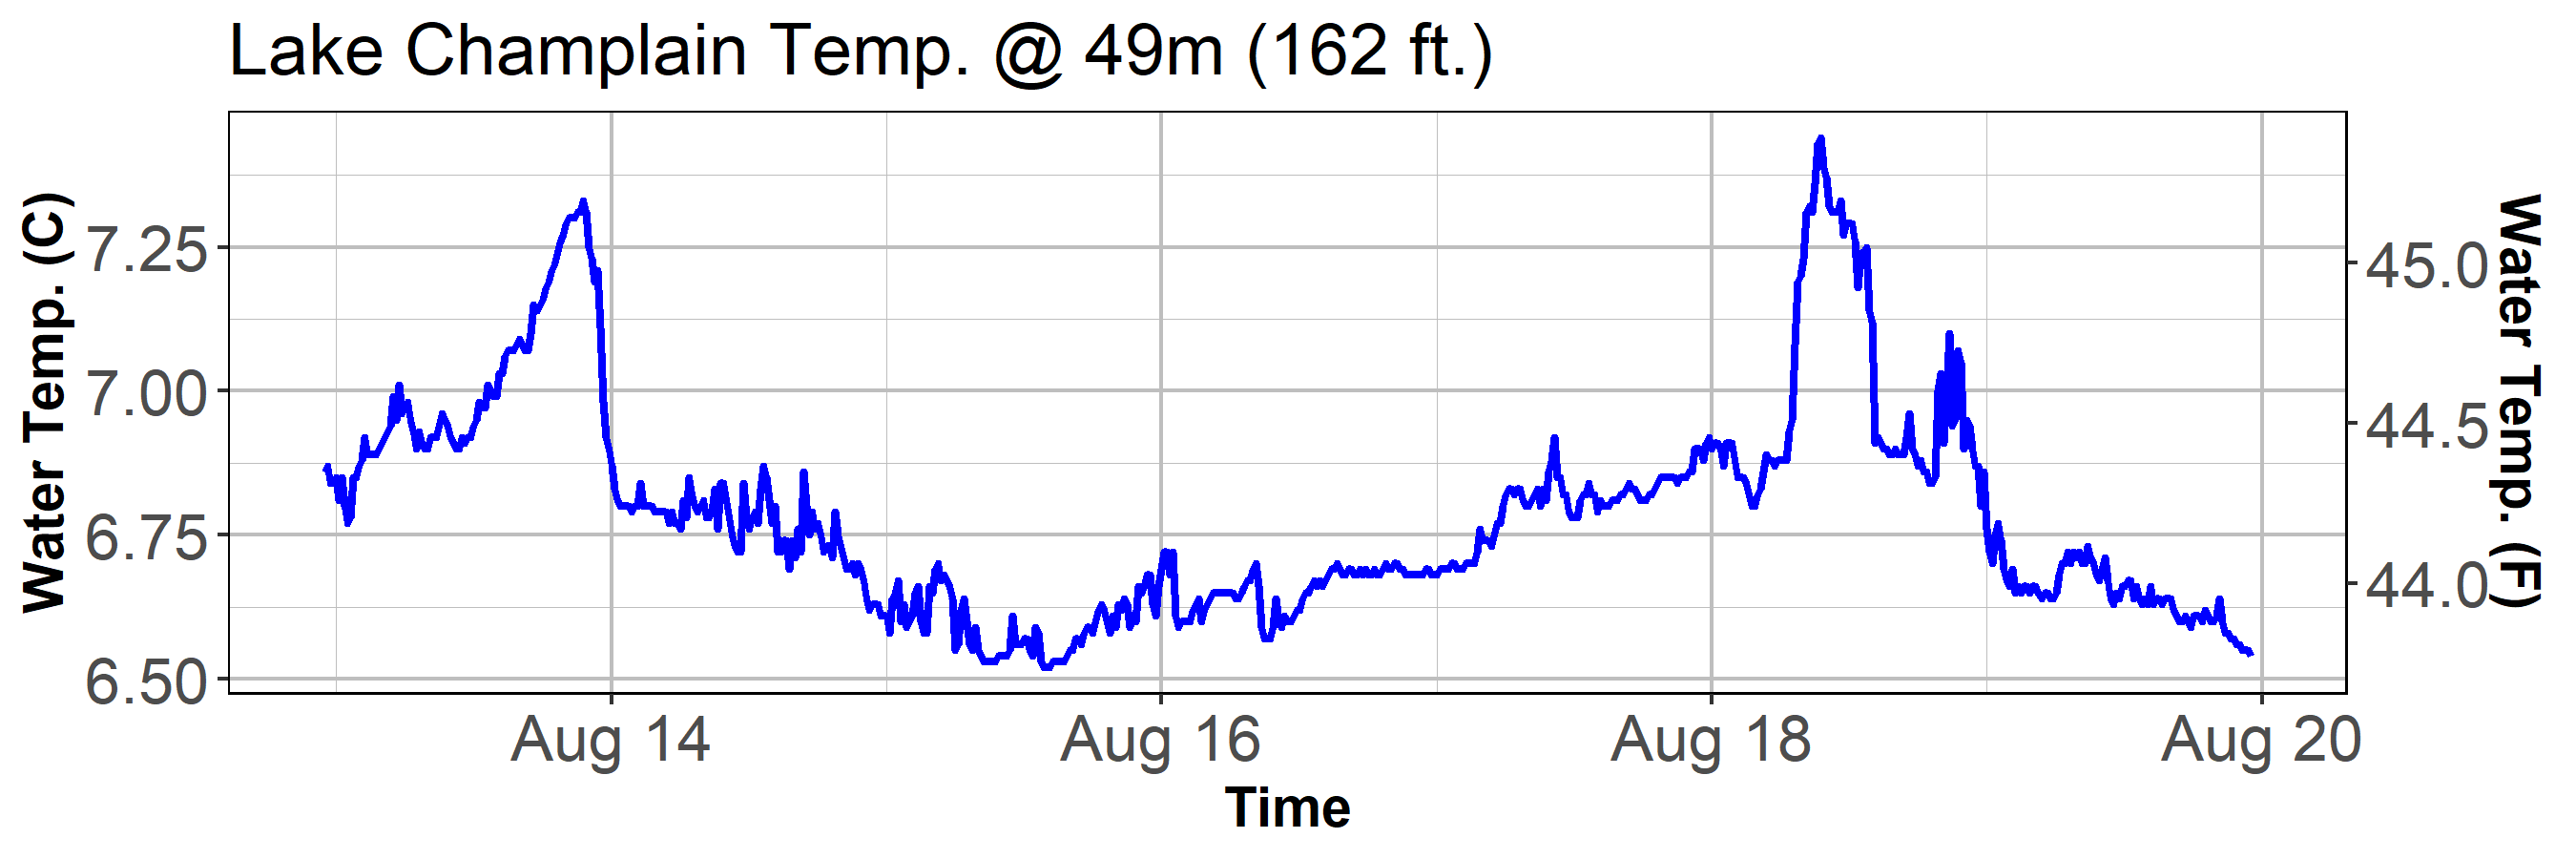 Lake Champlain Temp. @ 49m (162 ft.)
Water Temp. (C)
7.25
7.00
6.75
6.50
45.0
44.5
44.0
Water Temp. (F)
Aug 14
Aug 16
Aug 18
Aug 20
Time